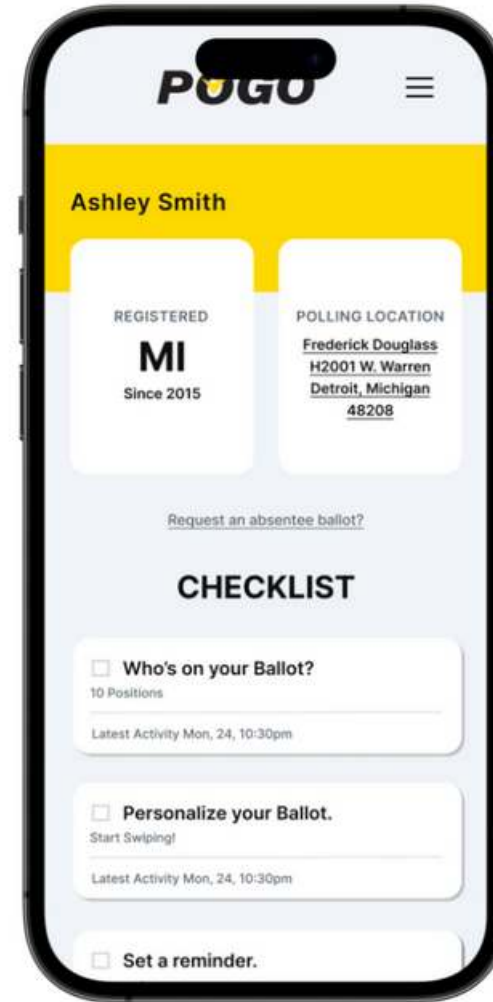 POGO
Ashley Smith
REGISTERED
MI
Since 2015
POLLING LOCATION
Frederick Douglass
H2001 W. Warren
Detroit, Michigan
48208
Request an absentee ballot?
CHECKLIST
Who's on your Ballot?
10 Positions
Latest Activity Mon, 24, 10:30pm
Personalize your Ballot.
Start Swiping!
Latest Activity Mon, 24, 10:30pm
Set a reminder.